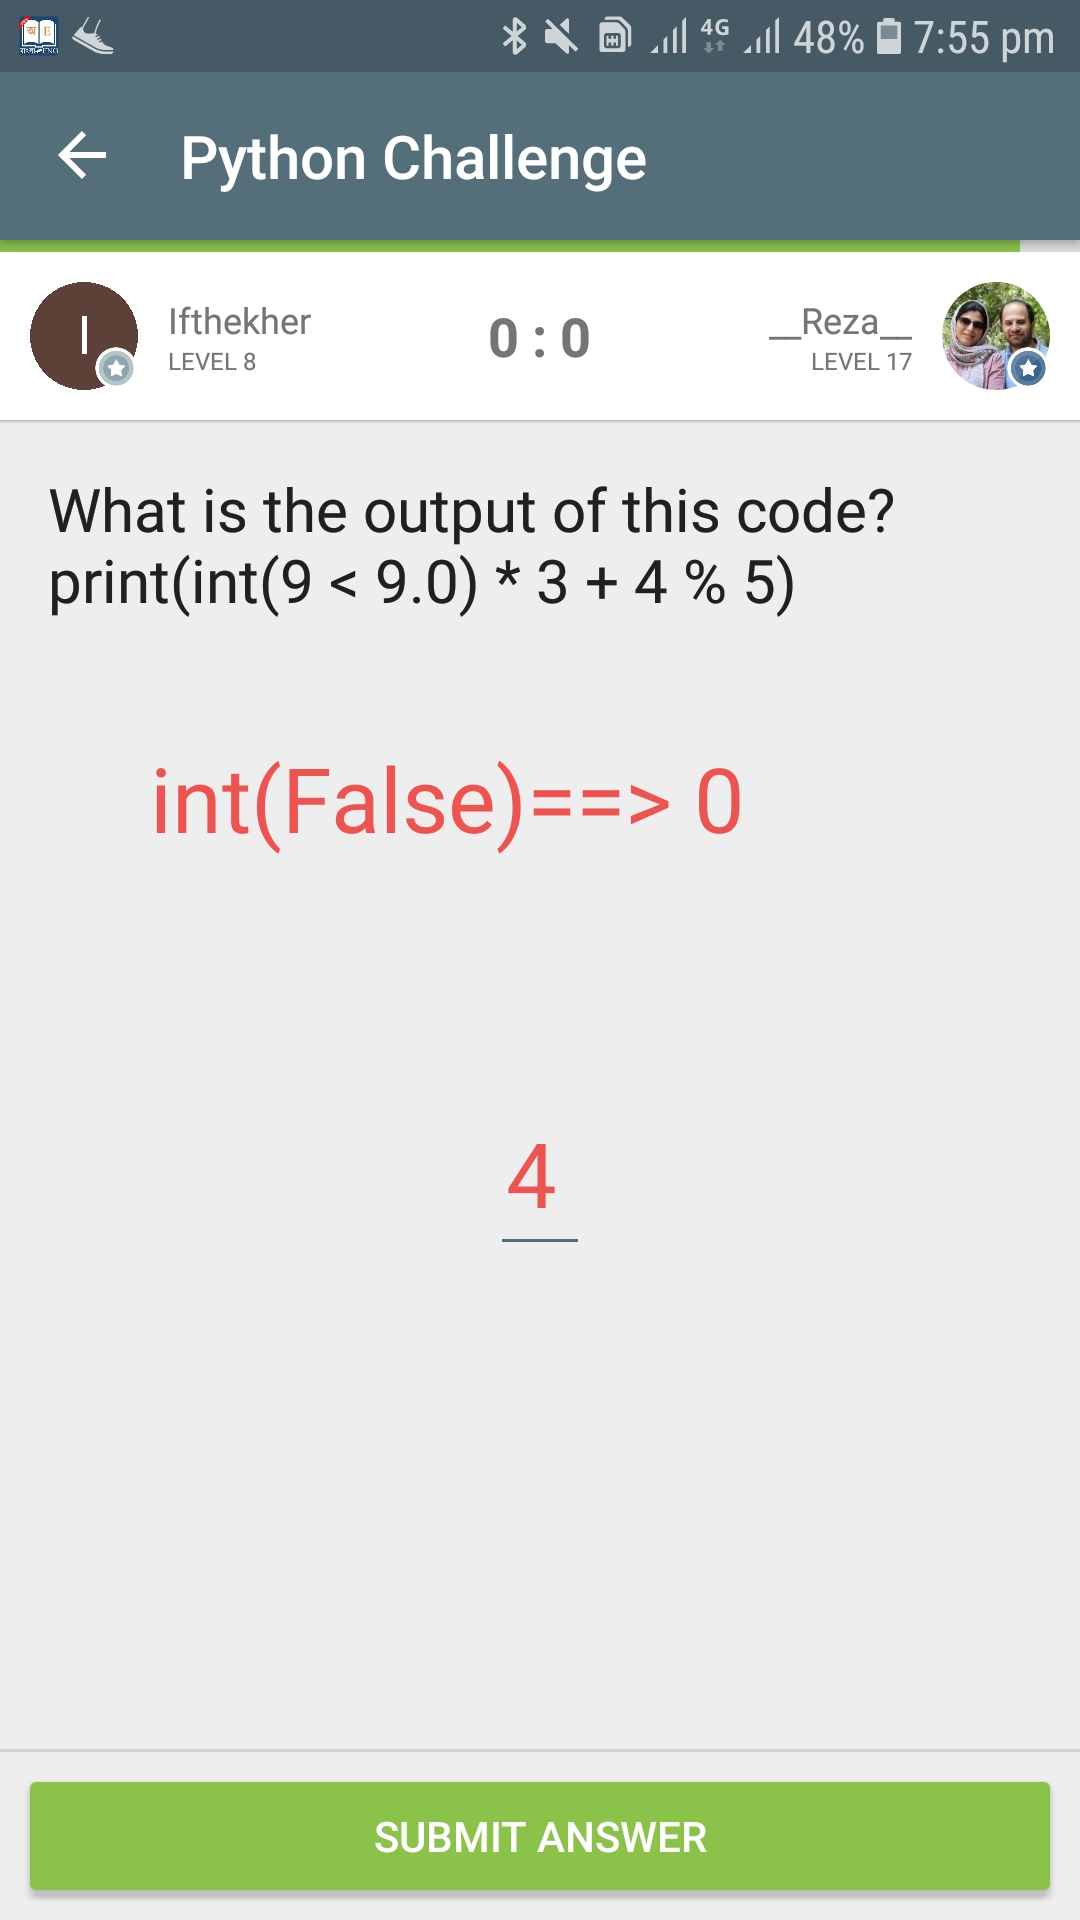 4G 48% 7:55 pm
Python Challenge
I
Ifthekher
LEVEL 8
0 : 0
__Reza__
LEVEL 17
What is the output of this code?
print(int(9 < 9.0) * 3 + 4 % 5)
int(False)==> 0
4
SUBMIT ANSWER